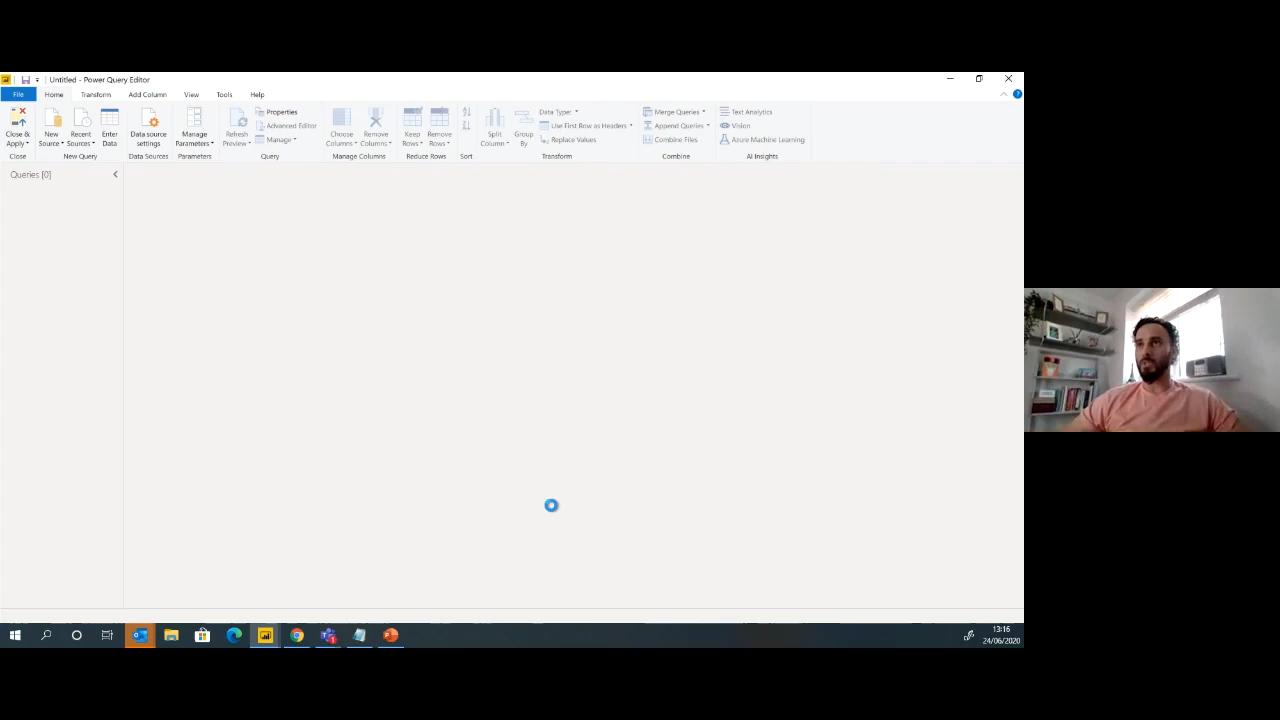 Untitled - Power Query Editor
File Home Transform Add Column View Tools Help
Close & Apply
New Source
Recent Sources
Enter Data
Data source settings
Manage Parameters
Refresh Preview
Properties
Advanced Editor
Manage
Choose Columns
Remove Columns
Keep Rows
Remove Rows
Split Column
Group By
Data Type:
Use First Row as Headers
Replace Values
Merge Queries
Append Queries
Combine Files
Text Analytics
Vision
Azure Machine Learning
Close New Query Data Sources Parameters Query Manage Columns Reduce Rows Sort Transform Combine AI Insights
Queries [0]
13:16
24/06/2020